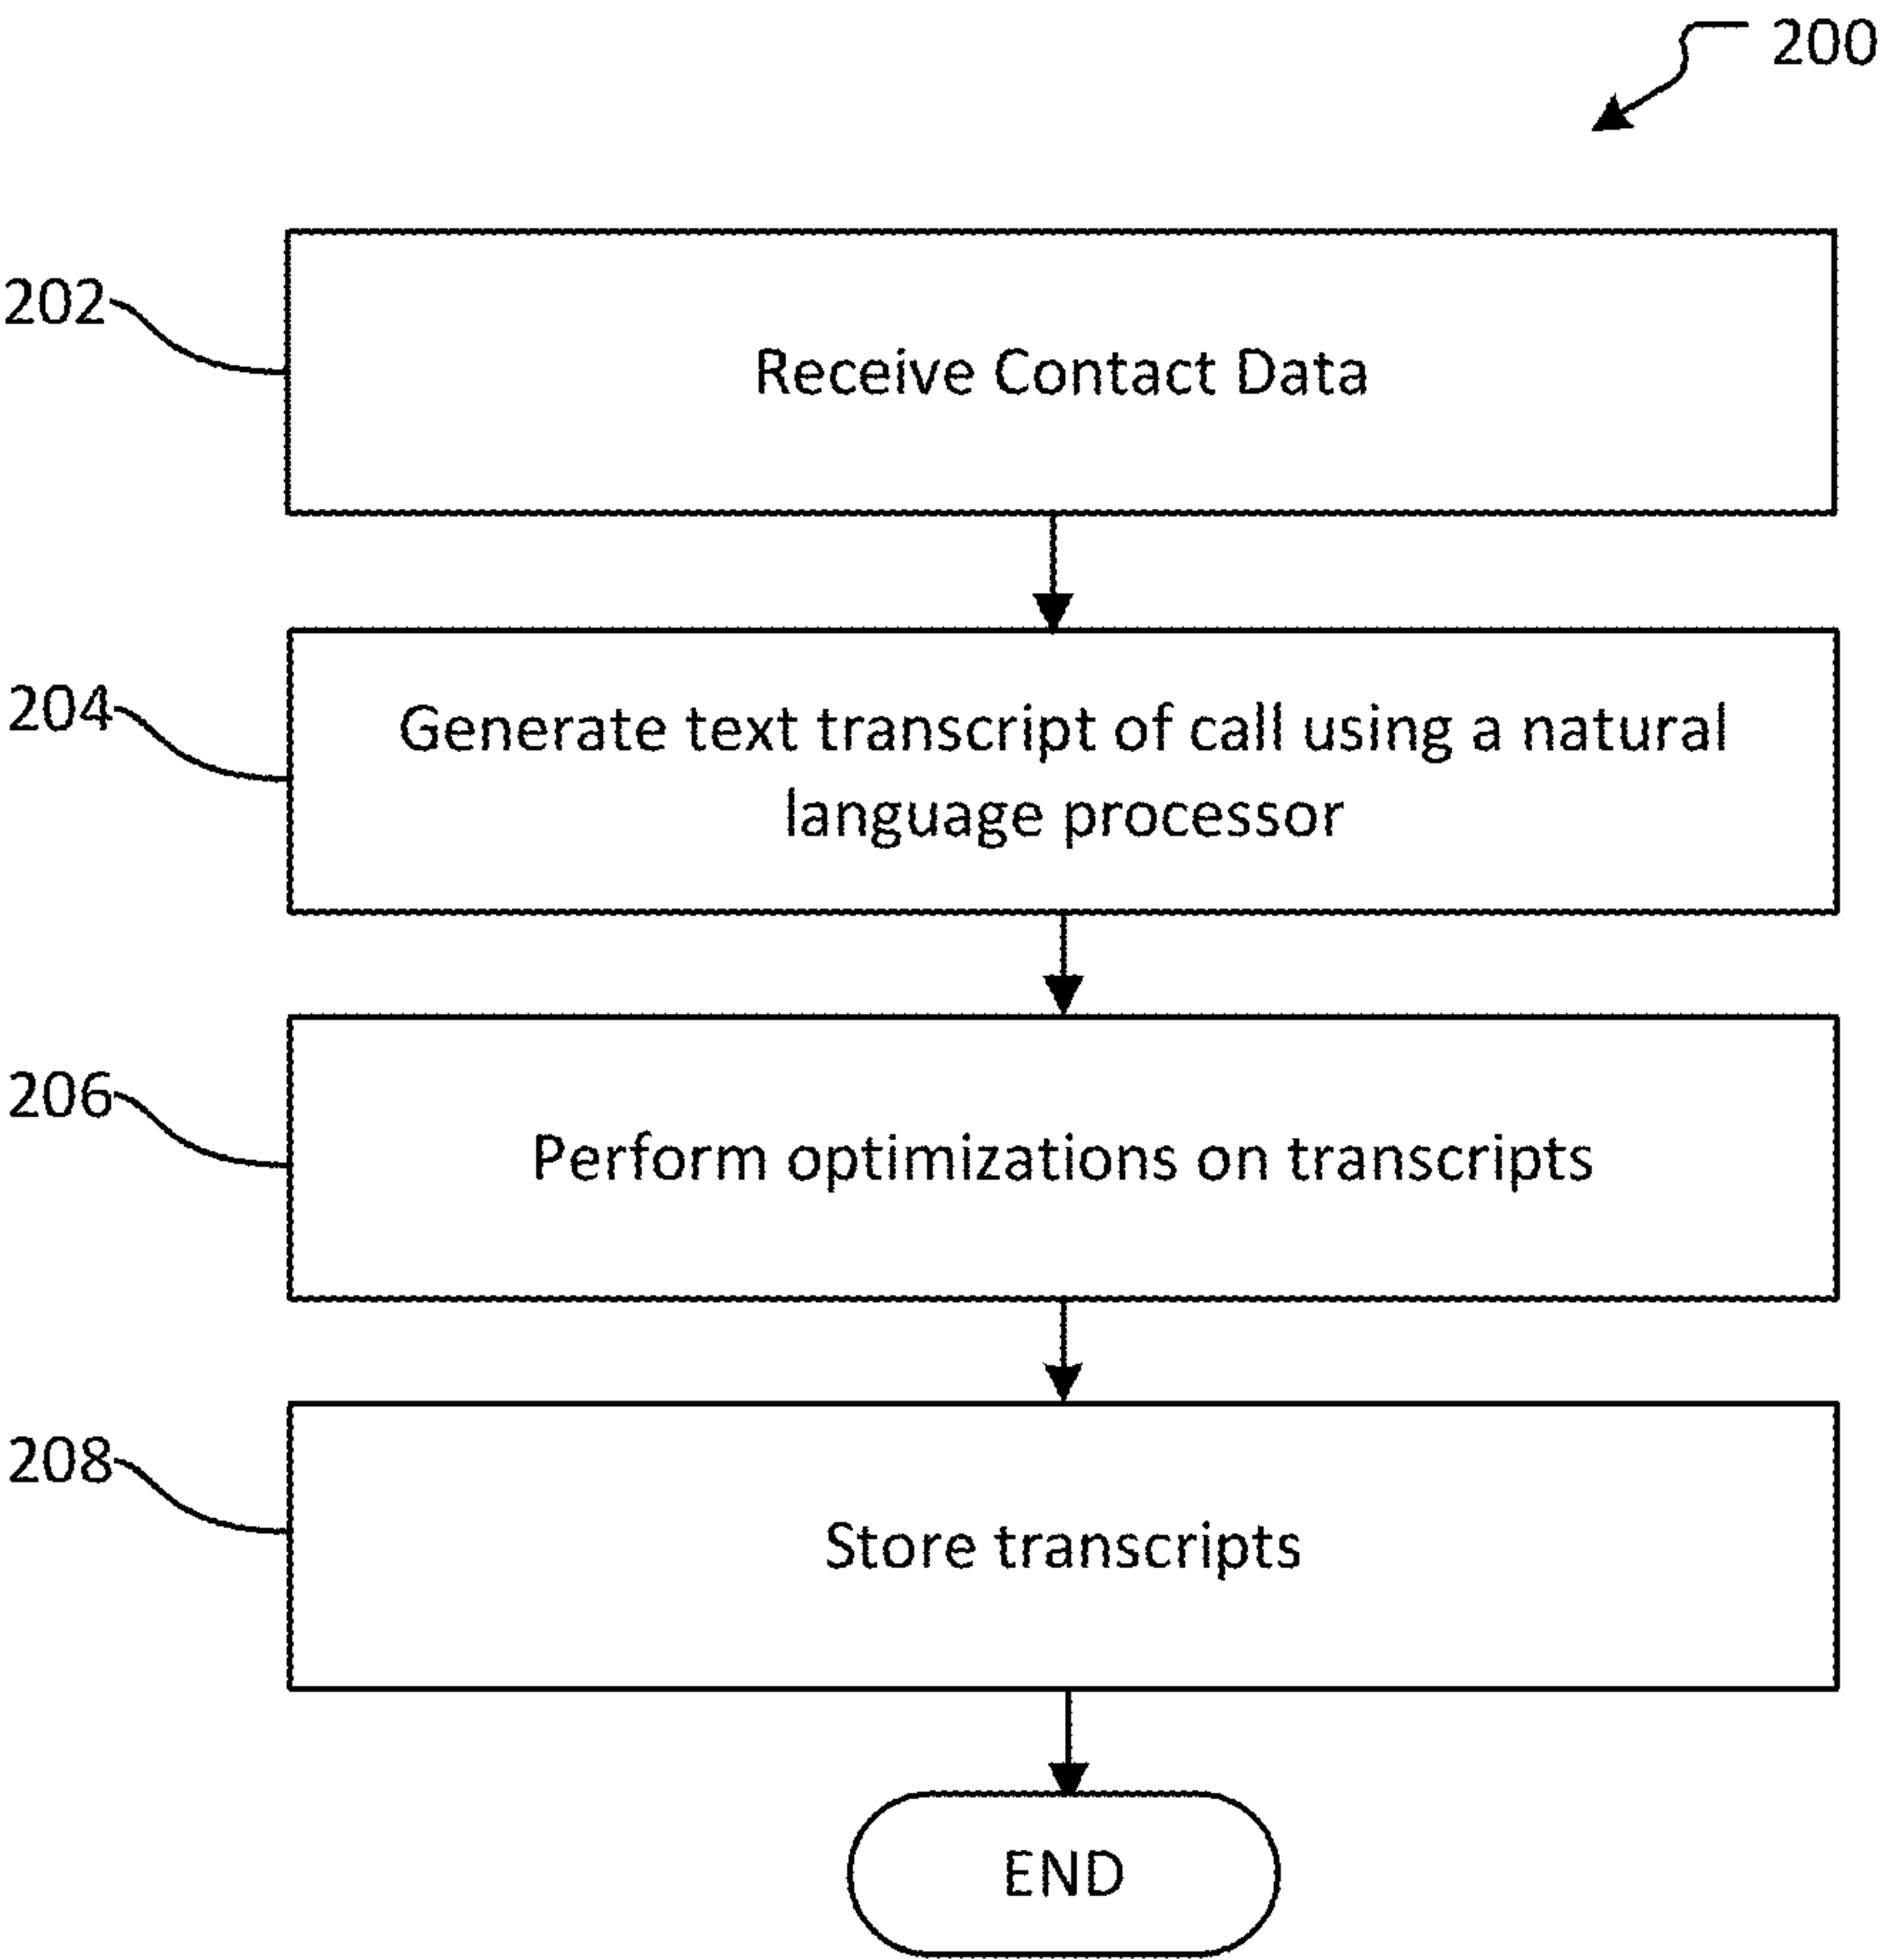 200
202
Receive Contact Data
204
Generate text transcript of call using a natural
language processor
206
Perform optimizations on transcripts
208
Store transcripts
END